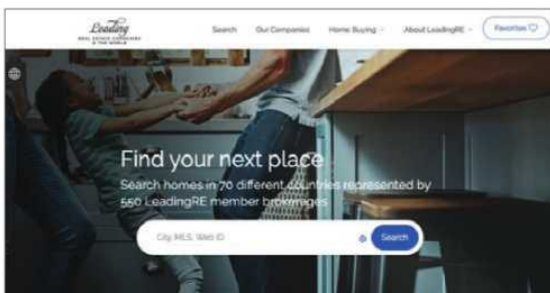 Leading
REAL ESTATE COMPANIES
OF THE WORLD
Search Our Companies Home Buying About LeadingRE Favorites
Find your next place
Search homes in 70 different countries represented by
550 LeadingRE member brokerages
City, MLS, Web ID
Search